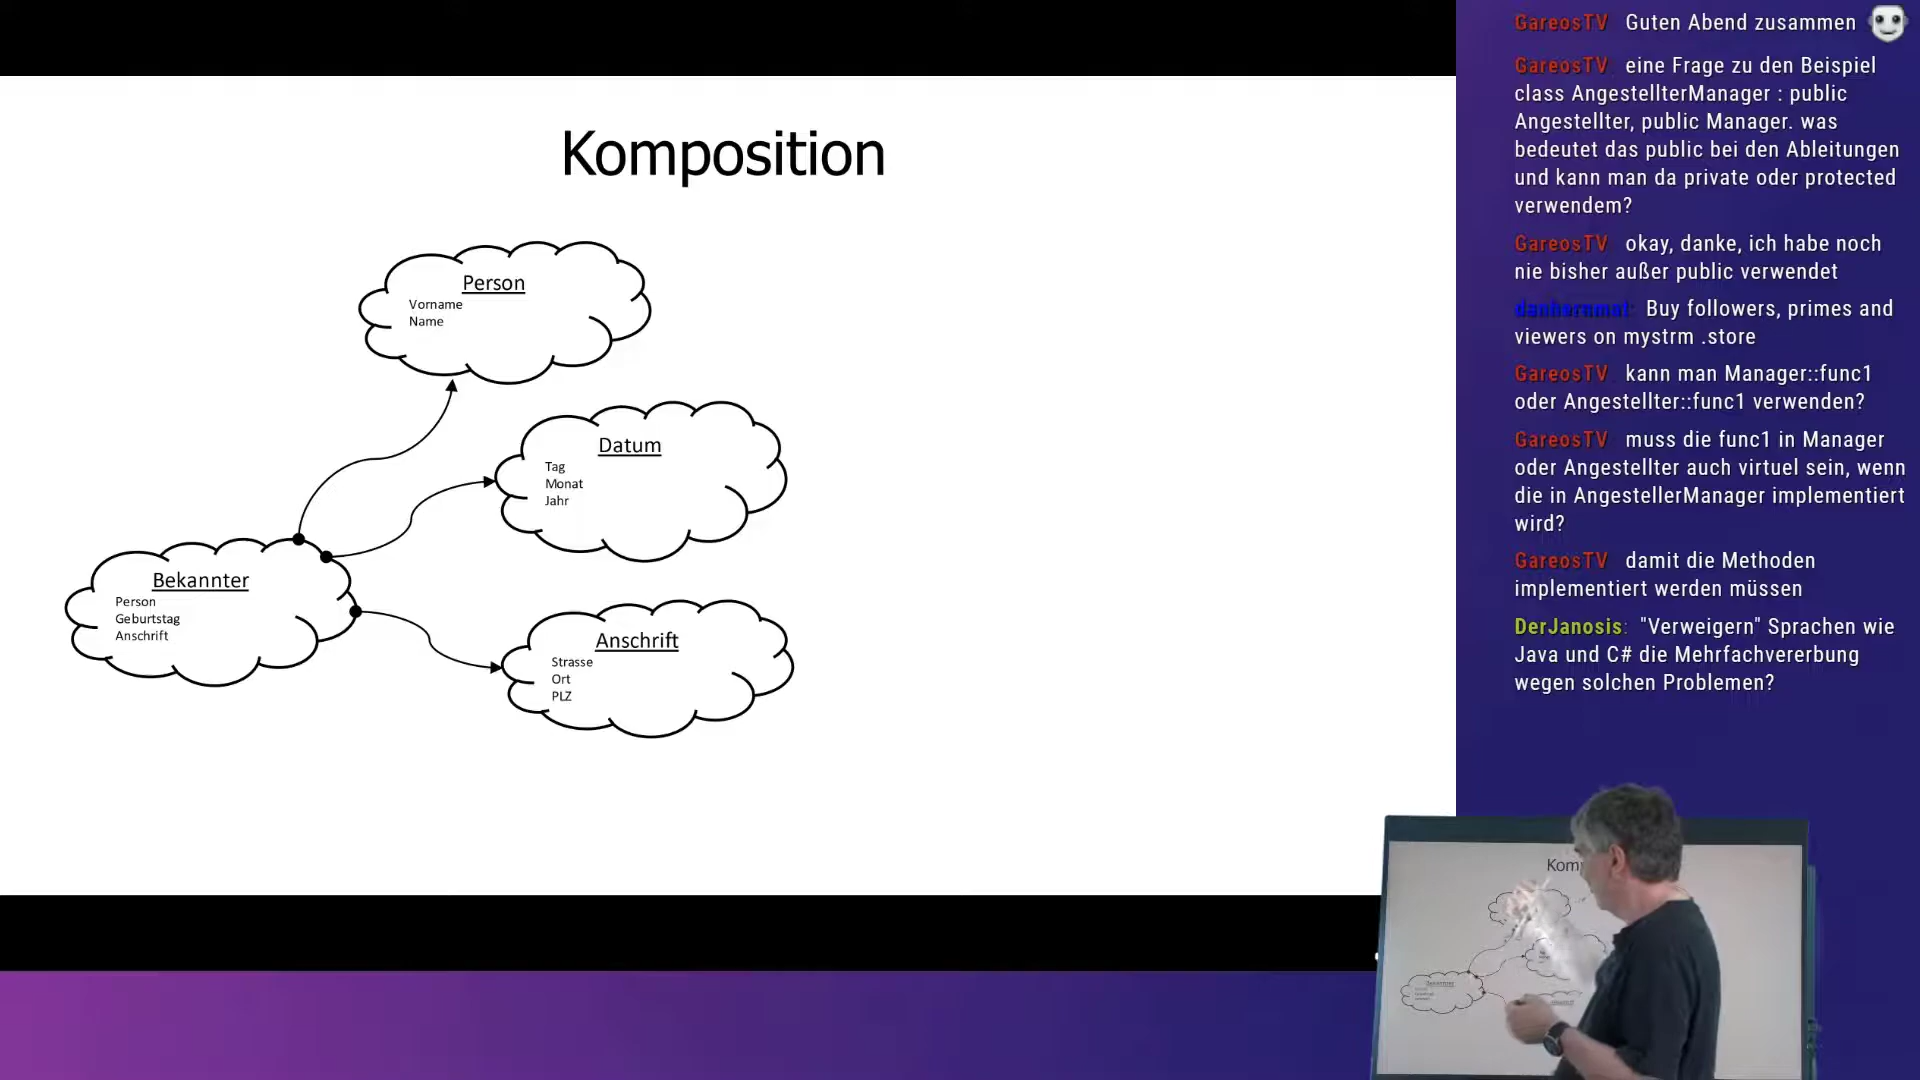 Komposition
Person
Vorname
Name
Datum
Tag
Monat
Jahr
Bekannter
Person
Geburtstag
Anschrift
Anschrift
Strasse
Ort
PLZ
GareosTV Guten Abend zusammen
GareosTV eine Frage zu den Beispiel
class AngestellterManager : public
Angestellter, public Manager. was
bedeutet das public bei den Ableitungen
und kann man da private oder protected
verwendem?
GareosTV okay, danke, ich habe noch
nie bisher außer public verwendet
Buy followers, primes and
viewers on mystrm .store
GareosTV kann man Manager::func1
oder Angestellter::func1 verwenden?
GareosTV muss die func1 in Manager
oder Angestellter auch virtuel sein, wenn
die in AngestellerManager implementiert
wird?
GareosTV damit die Methoden
implementiert werden müssen
DerJanosis: "Verweigern" Sprachen wie
Java und C# die Mehrfachvererbung
wegen solchen Problemen?
Kom